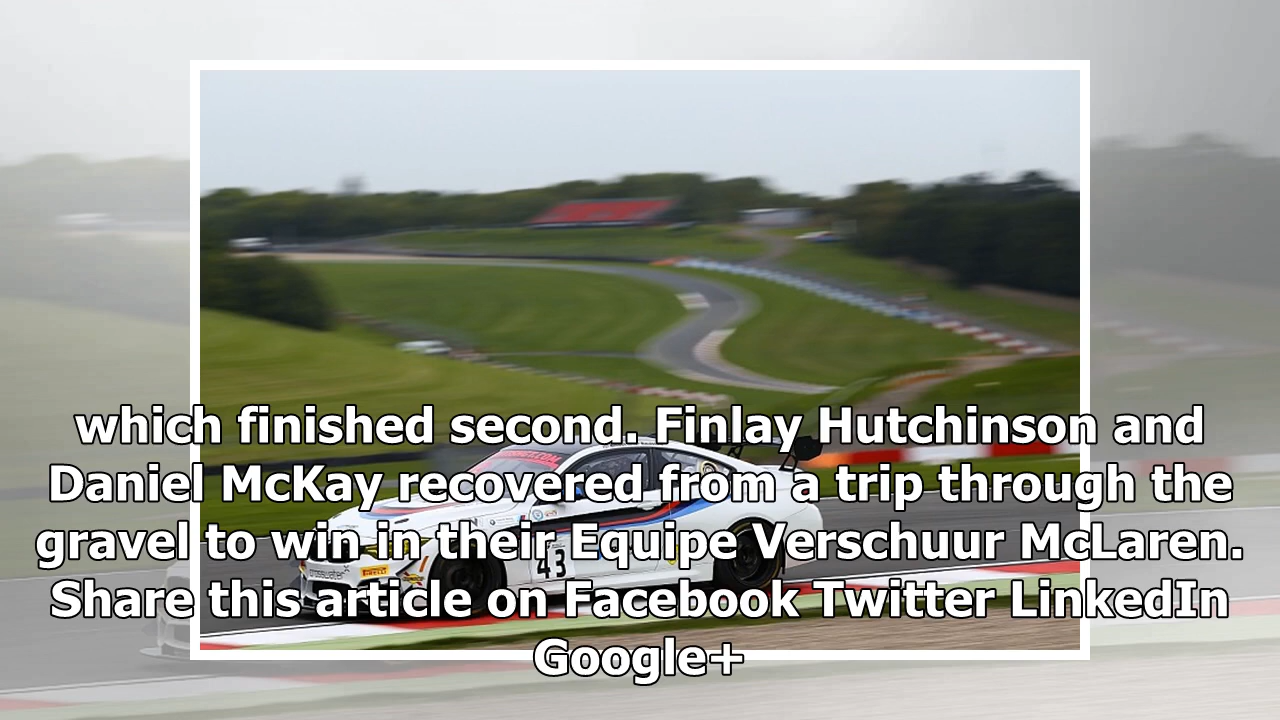 which finished second. Finlay Hutchinson and
Daniel McKay recovered from a trip through the
gravel to win in their Equipe Verschuur McLaren.
Share this article on Facebook Twitter LinkedIn
Google+
43